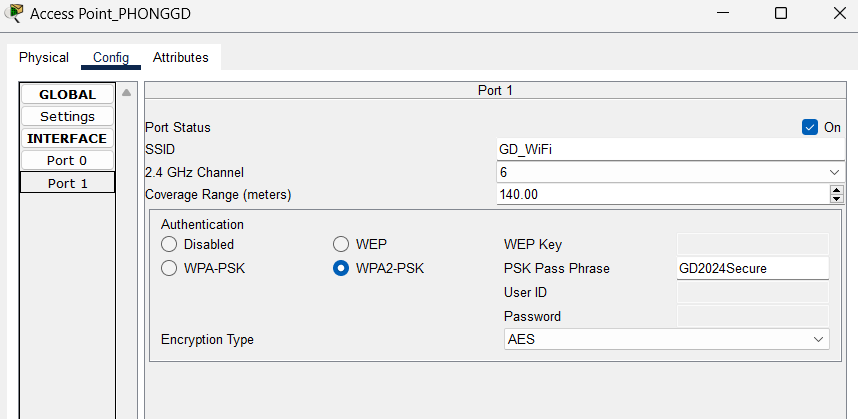 Access Point_PHONGGD
Physical Config Attributes
GLOBAL
Settings
INTERFACE
Port 0
Port 1
Port 1
Port Status On
SSID GD_WiFi
2.4 GHz Channel 6
Coverage Range (meters) 140.00
Authentication
Disabled WEP WEP Key
WPA-PSK WPA2-PSK PSK Pass Phrase GD2024Secure
User ID
Password
Encryption Type AES